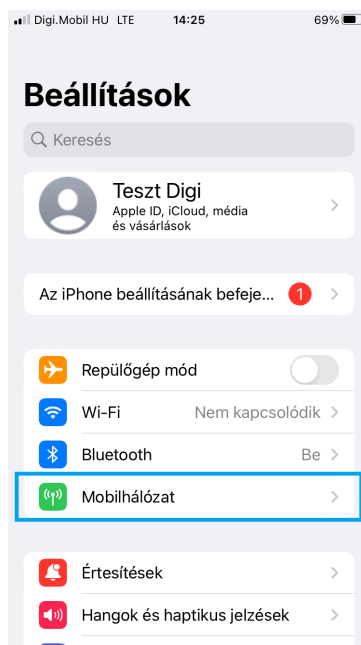 Digi.Mobil HU LTE 14:25 69%
Beállítások
Keresés
Teszt Digi
Apple ID, iCloud, média
és vásárlások
Az iPhone beállításának befeje... 1
Repülőgép mód
Wi-Fi Nem kapcsolódik
Bluetooth Be
Mobilhálózat
Értesítések
Hangok és haptikus jelzések